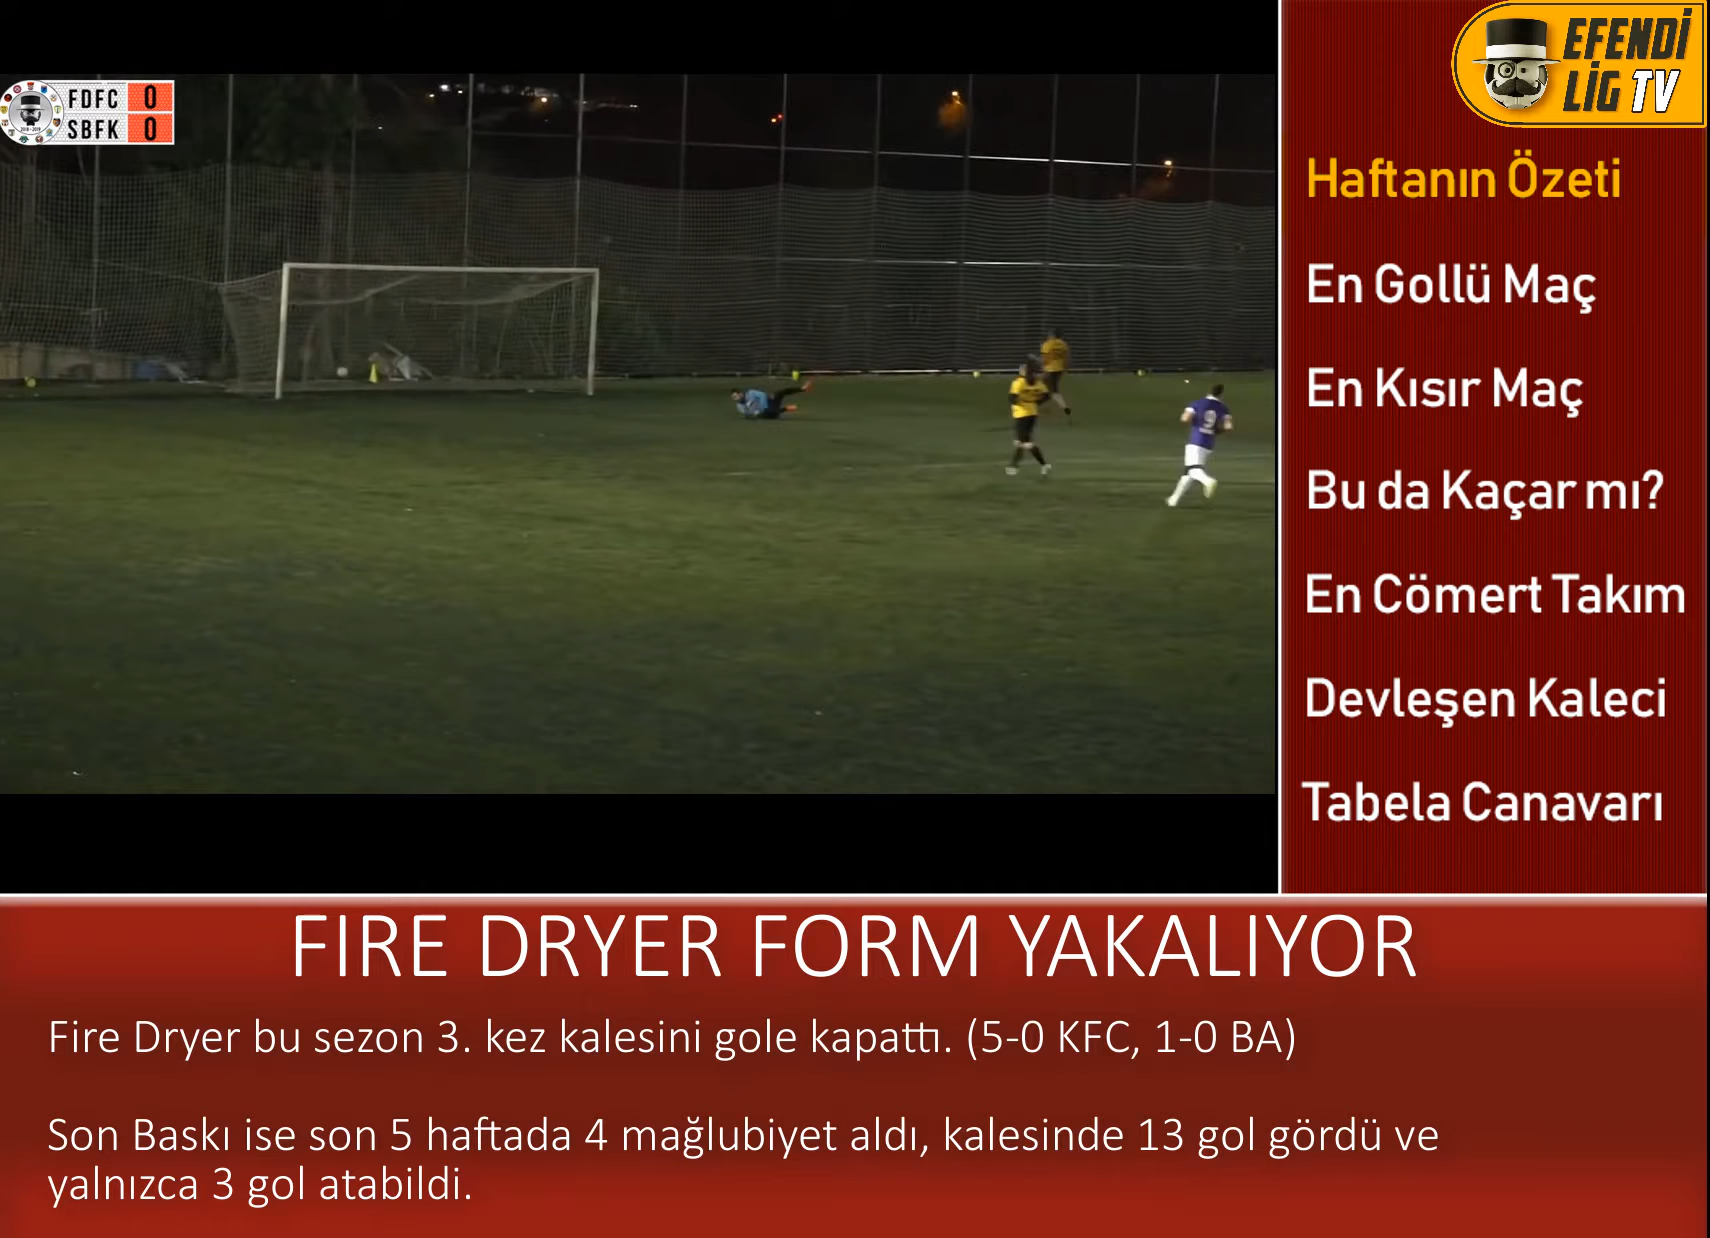 FDFC 0
SBFK 0
EFENDİ
LİG TV
Haftanın Özeti
En Gollü Maç
En Kısır Maç
Bu da Kaçar mı?
En Cömert Takım
Devleşen Kaleci
Tabela Canavarı
9
FIRE DRYER FORM YAKALIYOR
Fire Dryer bu sezon 3. kez kalesini gole kapattı. (5-0 KFC, 1-0 BA)
Son Baskı ise son 5 haftada 4 mağlubiyet aldı, kalesinde 13 gol gördü ve
yalnızca 3 gol atabildi.